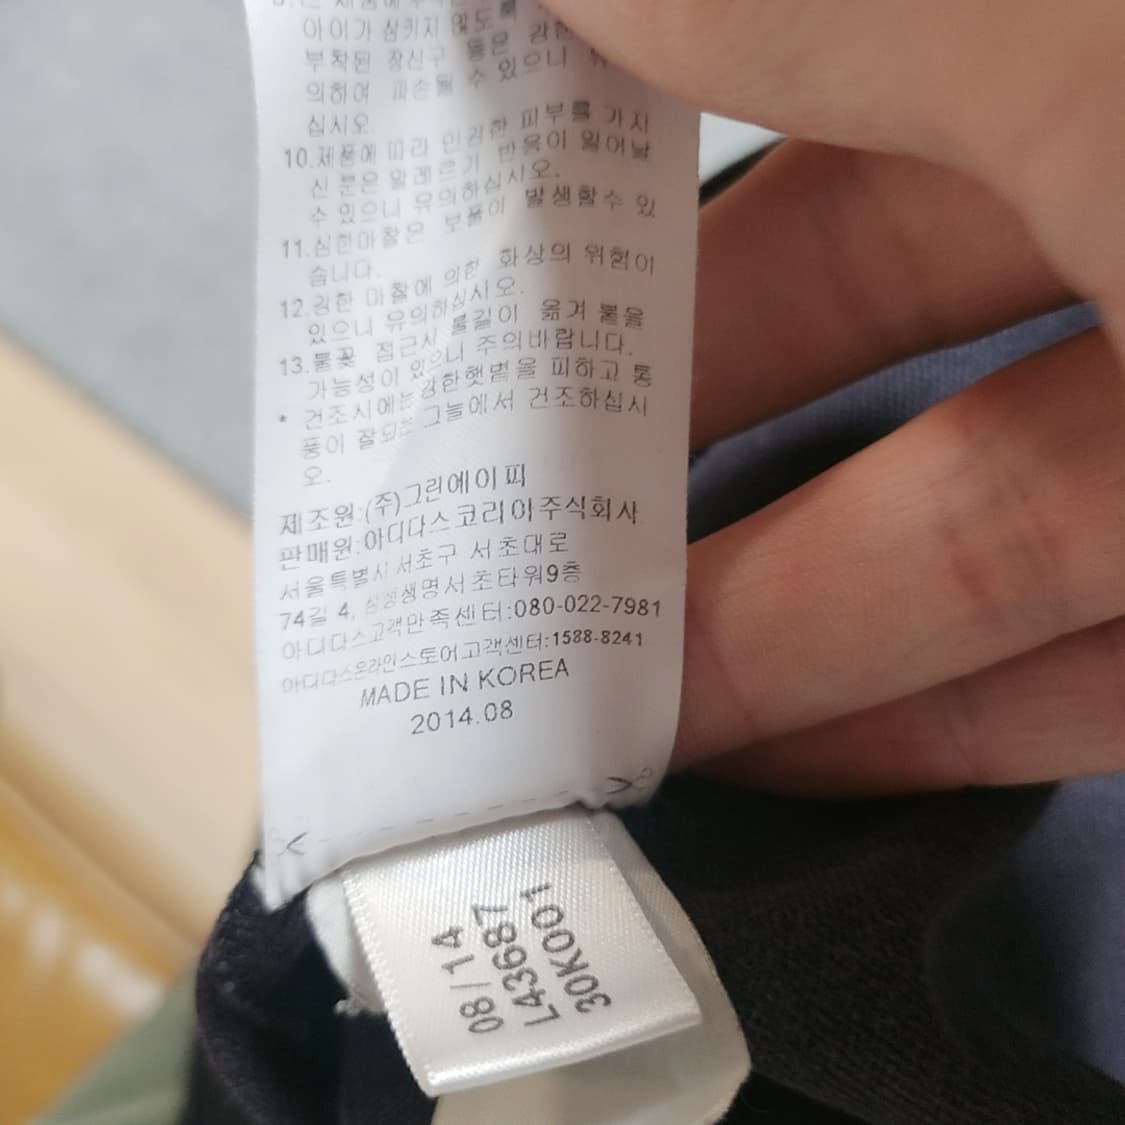 아이가 삼키지 않도록
부착된 장신구 등은 강한
의하여 파손될 수 있으니
십시오.
10.제품에 따라 민감한 피부를 가지
신 분은 알레르기 반응이 일어날
수 있으니 유의하십시오.
11.심한마찰은 보풀이 발생할수 있
습니다.
12.강한 마찰에 의한 화상의 위험이
있으니 유의하십시오.
13.불꽃 접근시 불길이 옮겨 붙을
가능성이 있으니 주의바랍니다.
* 건조시에는 강한햇볕을 피하고 통
풍이 잘되는 그늘에서 건조하십시
오.
제조원:(주)그린에이피
판매원:아디다스코리아주식회사
서울특별시 서초구 서초대로
74길 4, 삼성생명서초타워9층
아디다스고객만족센터:080-022-7981
아디다스온라인스토어고객센터:1588-8241
MADE IN KOREA
2014.08
08/14
L43687
30K001